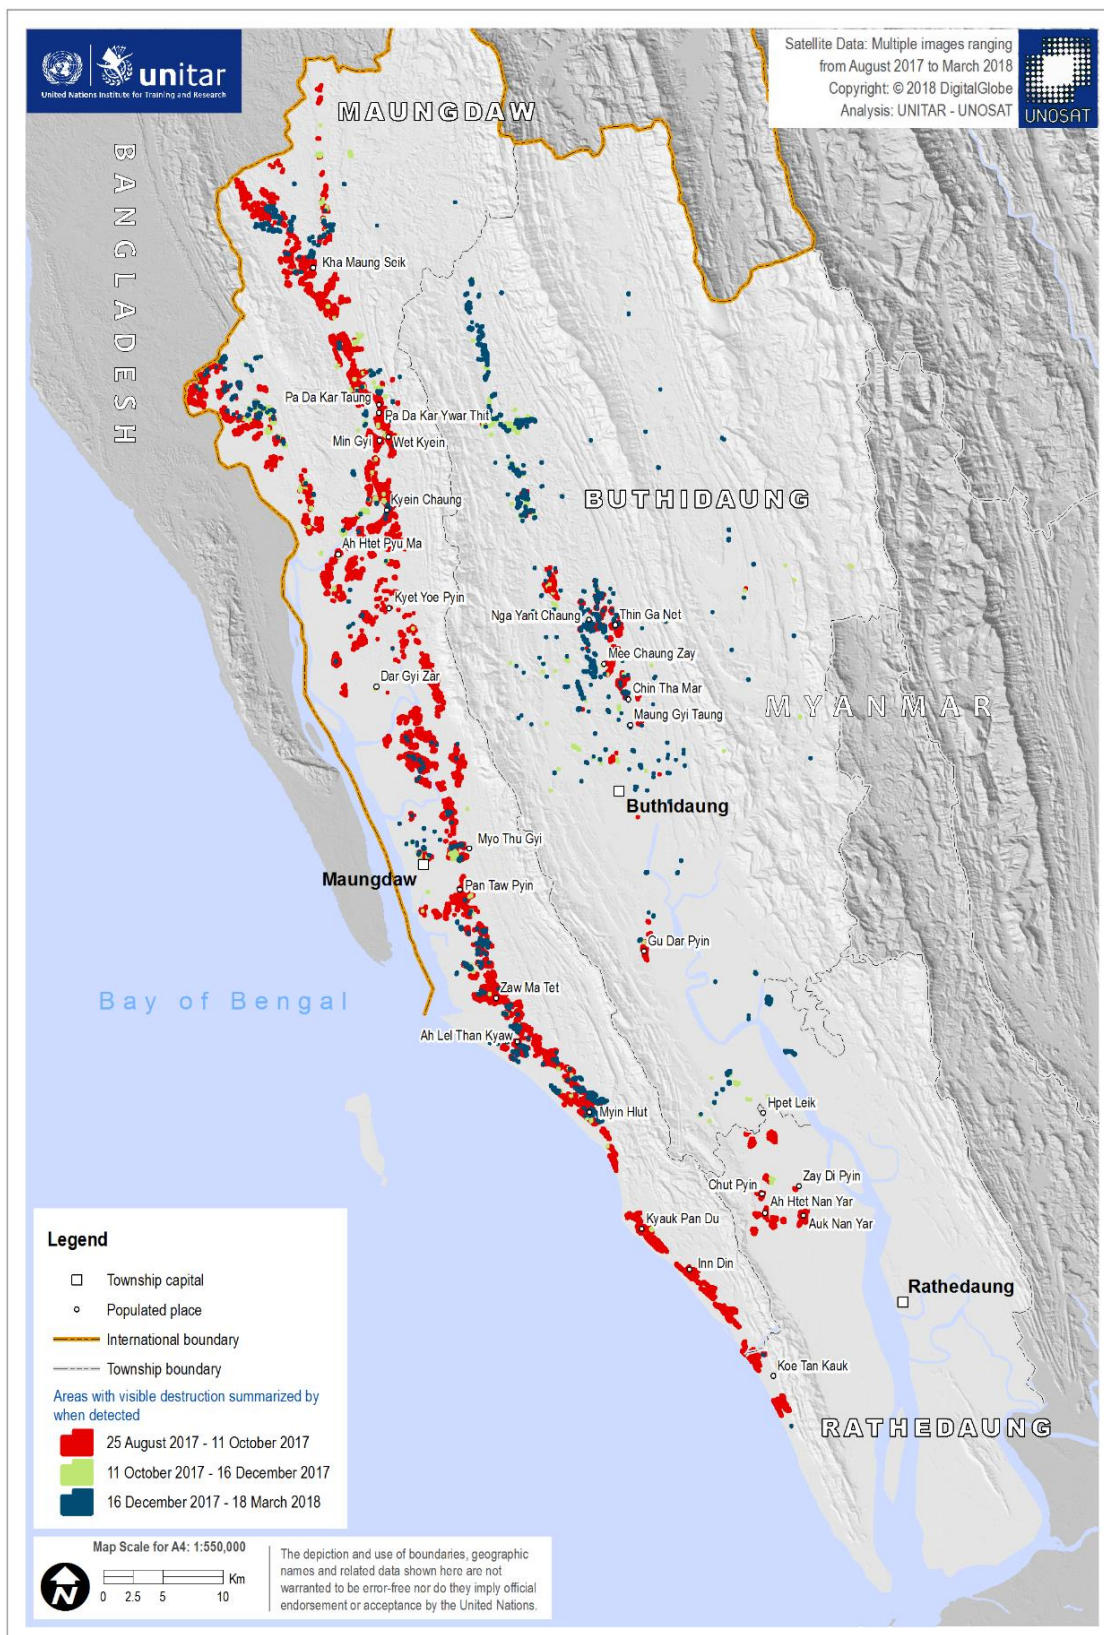 unitar
United Nations Institute for Training and Research
Satellite Data: Multiple images ranging
from August 2017 to March 2018
Copyright: © 2018 DigitalGlobe
Analysis: UNITAR - UNOSAT
UNOSAT
MAUNGDAW
BANGLADESH
Kha Maung Seik
Pa Da Kar Taung
Pa Da Kar Ywar Thit
Min Gyi
Wet Kyein
BUTHIDAUNG
Kyein Chaung
Ah Htet Pyu Ma
Kyet Yoe Pyin
Nga Yant Chaung
Thin Ga Net
Mee Chaung Zay
Dar Gyi Zar
Chin Tha Mar
MYANMAR
Maung Gyi Taung
Buthidaung
Myo Thu Gyi
Maungdaw
Pan Taw Pyin
Gu Dar Pyin
Bay of Bengal
Zaw Ma Tet
Ah Lel Than Kyaw
Myin Hlut
Hpet Leik
Zay Di Pyin
Chut Pyin
Ah Htet Nan Yar
Kyauk Pan Du
Auk Nan Yar
Inn Din
Rathedaung
Koe Tan Kauk
RATHEDAUNG
Legend
Township capital
Populated place
International boundary
Township boundary
Areas with visible destruction summarized by
when detected
25 August 2017 - 11 October 2017
11 October 2017 - 16 December 2017
16 December 2017 - 18 March 2018
Map Scale for A4: 1:550,000
N
Km
0 2.5 5 10
The depiction and use of boundaries, geographic
names and related data shown here are not
warranted to be error-free nor do they imply official
endorsement or acceptance by the United Nations.